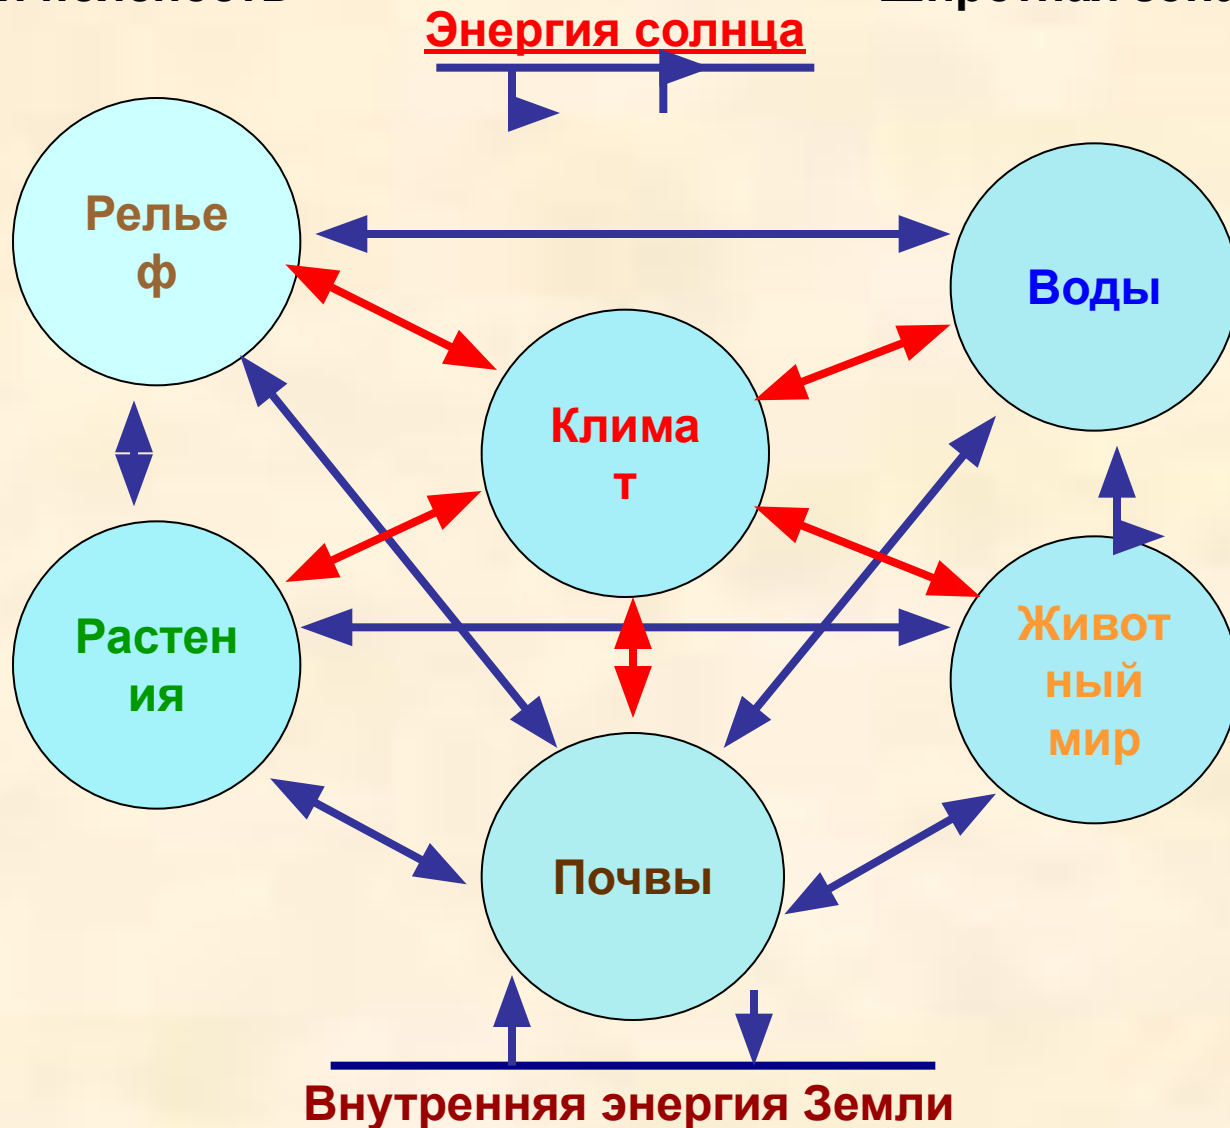 Энергия солнца
Релье
ф
Воды
Клима
т
Растен
ия
Живот
ный
мир
Почвы
Внутренняя энергия Земли